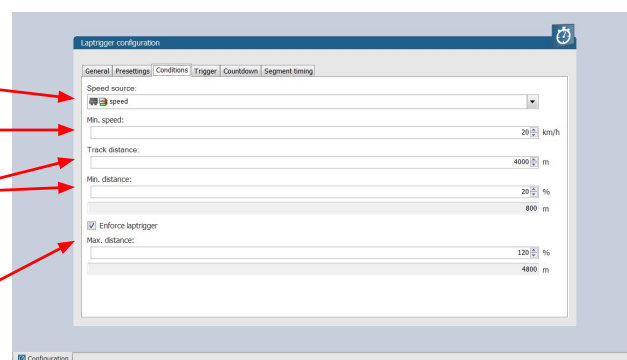 Laptrigger configuration
General Presettings Conditions Trigger Countdown Segment timing
Speed source:
speed
Min. speed:
20 km/h
Track distance:
4000 m
Min. distance:
20 %
800 m
Enforce laptrigger
Max. distance:
120 %
4800 m
Configuration